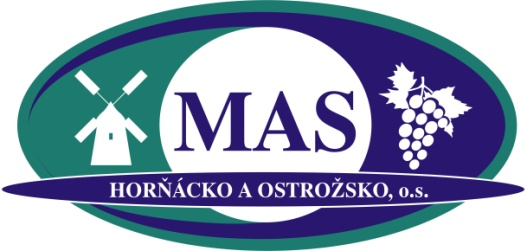 MAS
HORŇÁCKO A OSTROŽSKO, o.s.